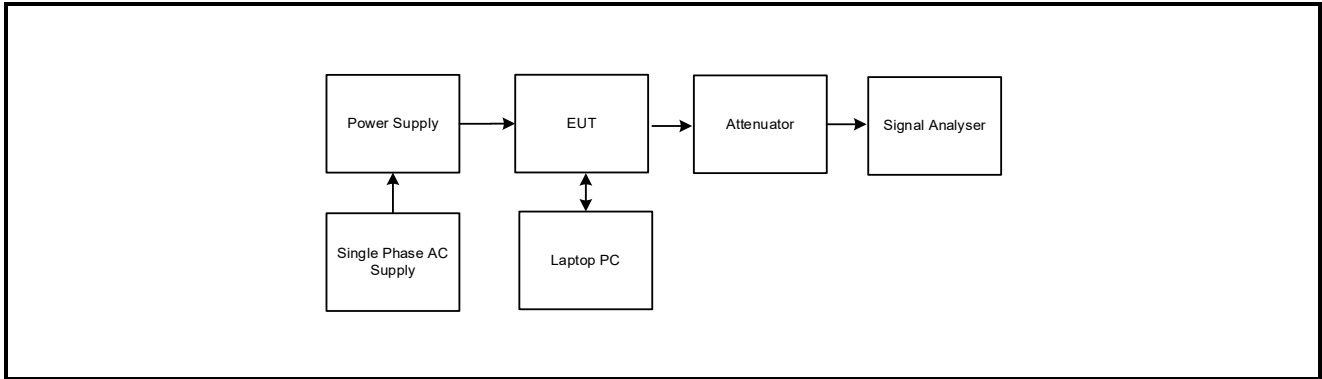 Power Supply
EUT
Attenuator
Signal Analyser
Single Phase AC
Supply
Laptop PC